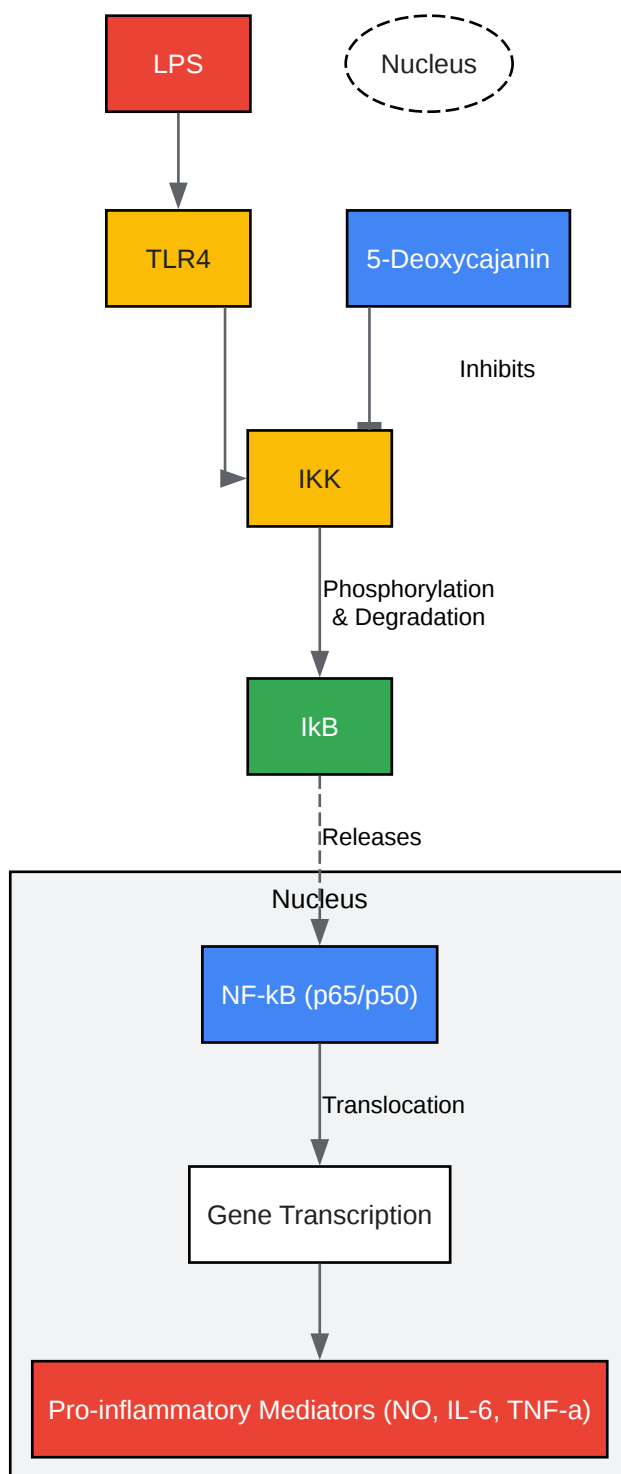 LPS
Nucleus
TLR4
5-Deoxycajanin
Inhibits
IKK
Phosphorylation
& Degradation
IkB
Releases
Nucleus
NF-kB (p65/p50)
Translocation
Gene Transcription
Pro-inflammatory Mediators (NO, IL-6, TNF-a)